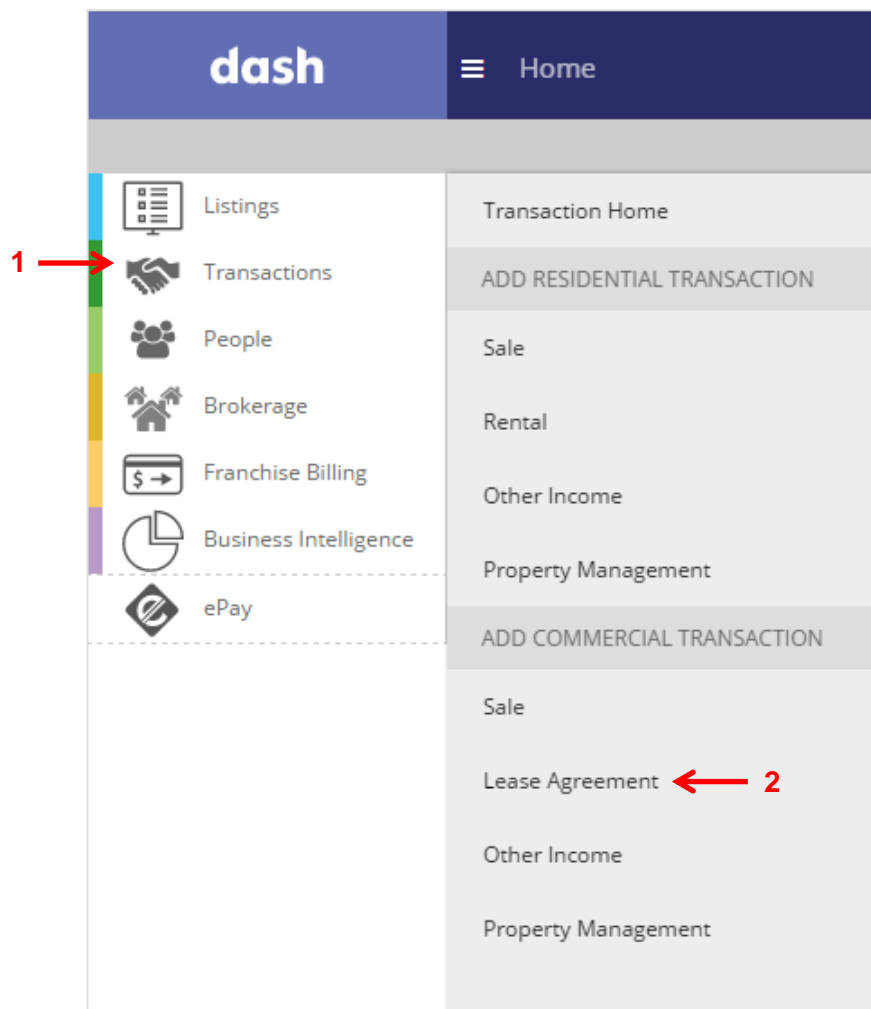 dash
Home
Listings
1
Transactions
People
Brokerage
$
Franchise Billing
Business Intelligence
e
ePay
Transaction Home
ADD RESIDENTIAL TRANSACTION
Sale
Rental
Other Income
Property Management
ADD COMMERCIAL TRANSACTION
Sale
Lease Agreement 2
Other Income
Property Management